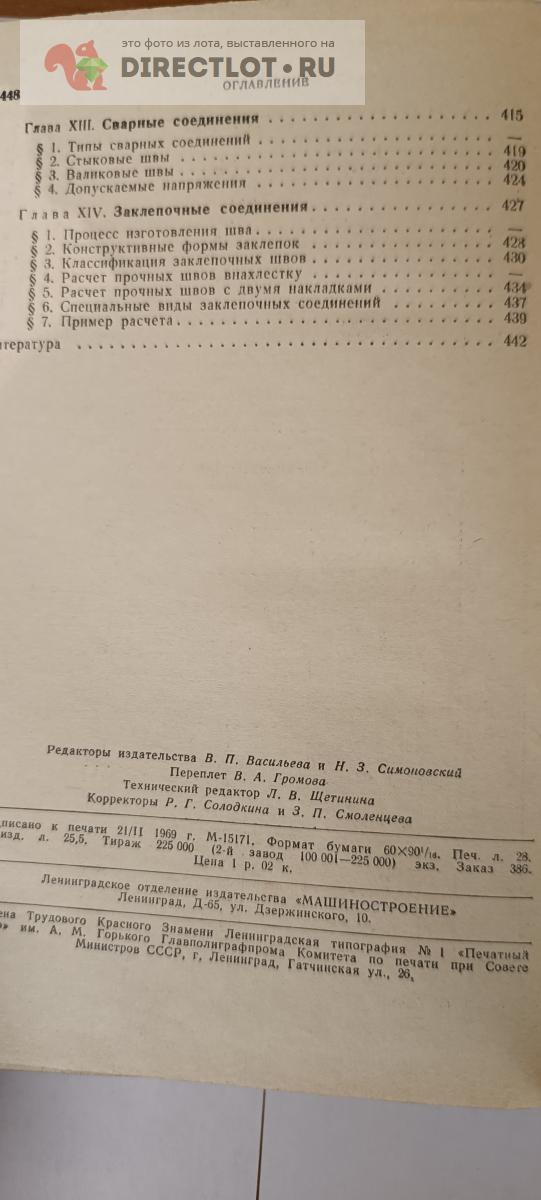 это фото из лота, выставленного на
DIRECTLOT.RU
448
ОГЛАВЛЕНИЕ
Глава XIII. Сварные соединения 415
§ 1. Типы сварных соединений —
§ 2. Стыковые швы 419
§ 3. Валиковые швы 420
§ 4. Допускаемые напряжения 424
Глава XIV. Заклепочные соединения 427
§ 1. Процесс изготовления шва —
§ 2. Конструктивные формы заклепок 428
§ 3. Классификация заклепочных швов 430
§ 4. Расчет прочных швов внахлестку —
§ 5. Расчет прочных швов с двумя накладками 434
§ 6. Специальные виды заклепочных соединений 437
§ 7. Пример расчета 439
тература 442
Редакторы издательства В. П. Васильева и Н. З. Симоновский
Переплет В. А. Громова
Технический редактор Л. В. Щетинина
Корректоры Р. Г. Солодкина и З. П. Смоленцева
писано к печати 21/II 1969 г. М-15171. Формат бумаги 60×90¹/₁₆. Печ. л. 28.
изд. л. 25,5. Тираж 225 000 (2-й завод 100 001—225 000) экз. Заказ 386.
Цена 1 р. 02 к.
Ленинградское отделение издательства «МАШИНОСТРОЕНИЕ»
Ленинград, Д-65, ул. Дзержинского, 10.
ена Трудового Красного Знамени Ленинградская типография № 1 «Печатный
» им. А. М. Горького Главполиграфпрома Комитета по печати при Совете
Министров СССР, г. Ленинград, Гатчинская ул., 26.